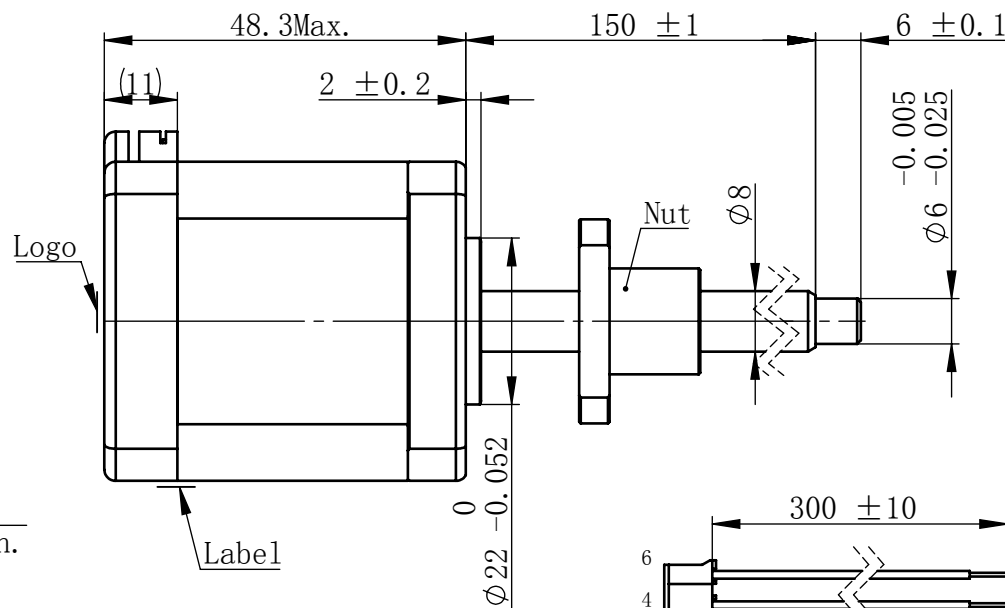 48.3Max.
150 ±1
6 ±0.1
(11)
2 ±0.2
-0.005
ϕ6 -0.025
ϕ8
Nut
Logo
0
ϕ22 -0.052
Label
300 ±10
6
4